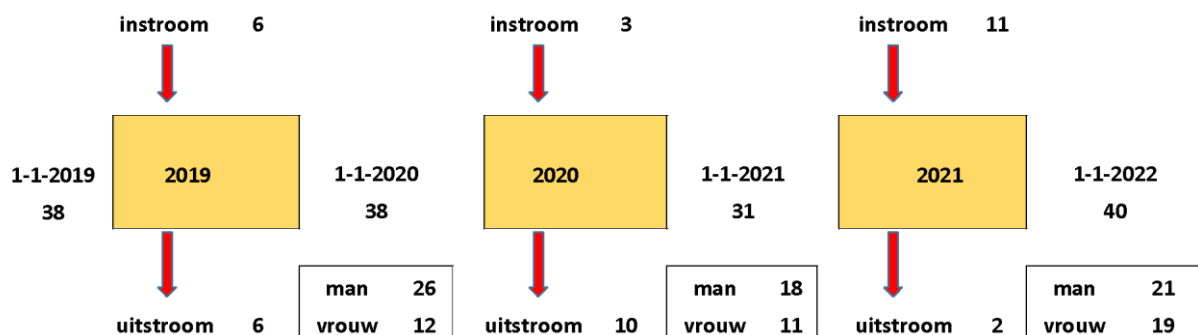 instroom 6 instroom 3 instroom 11
1-1-2019 2019 1-1-2020 2020 1-1-2021 2021 1-1-2022
38 38 31 40
man 26 man 18 man 21
uitstroom 6 vrouw 12 uitstroom 10 vrouw 11 uitstroom 2 vrouw 19